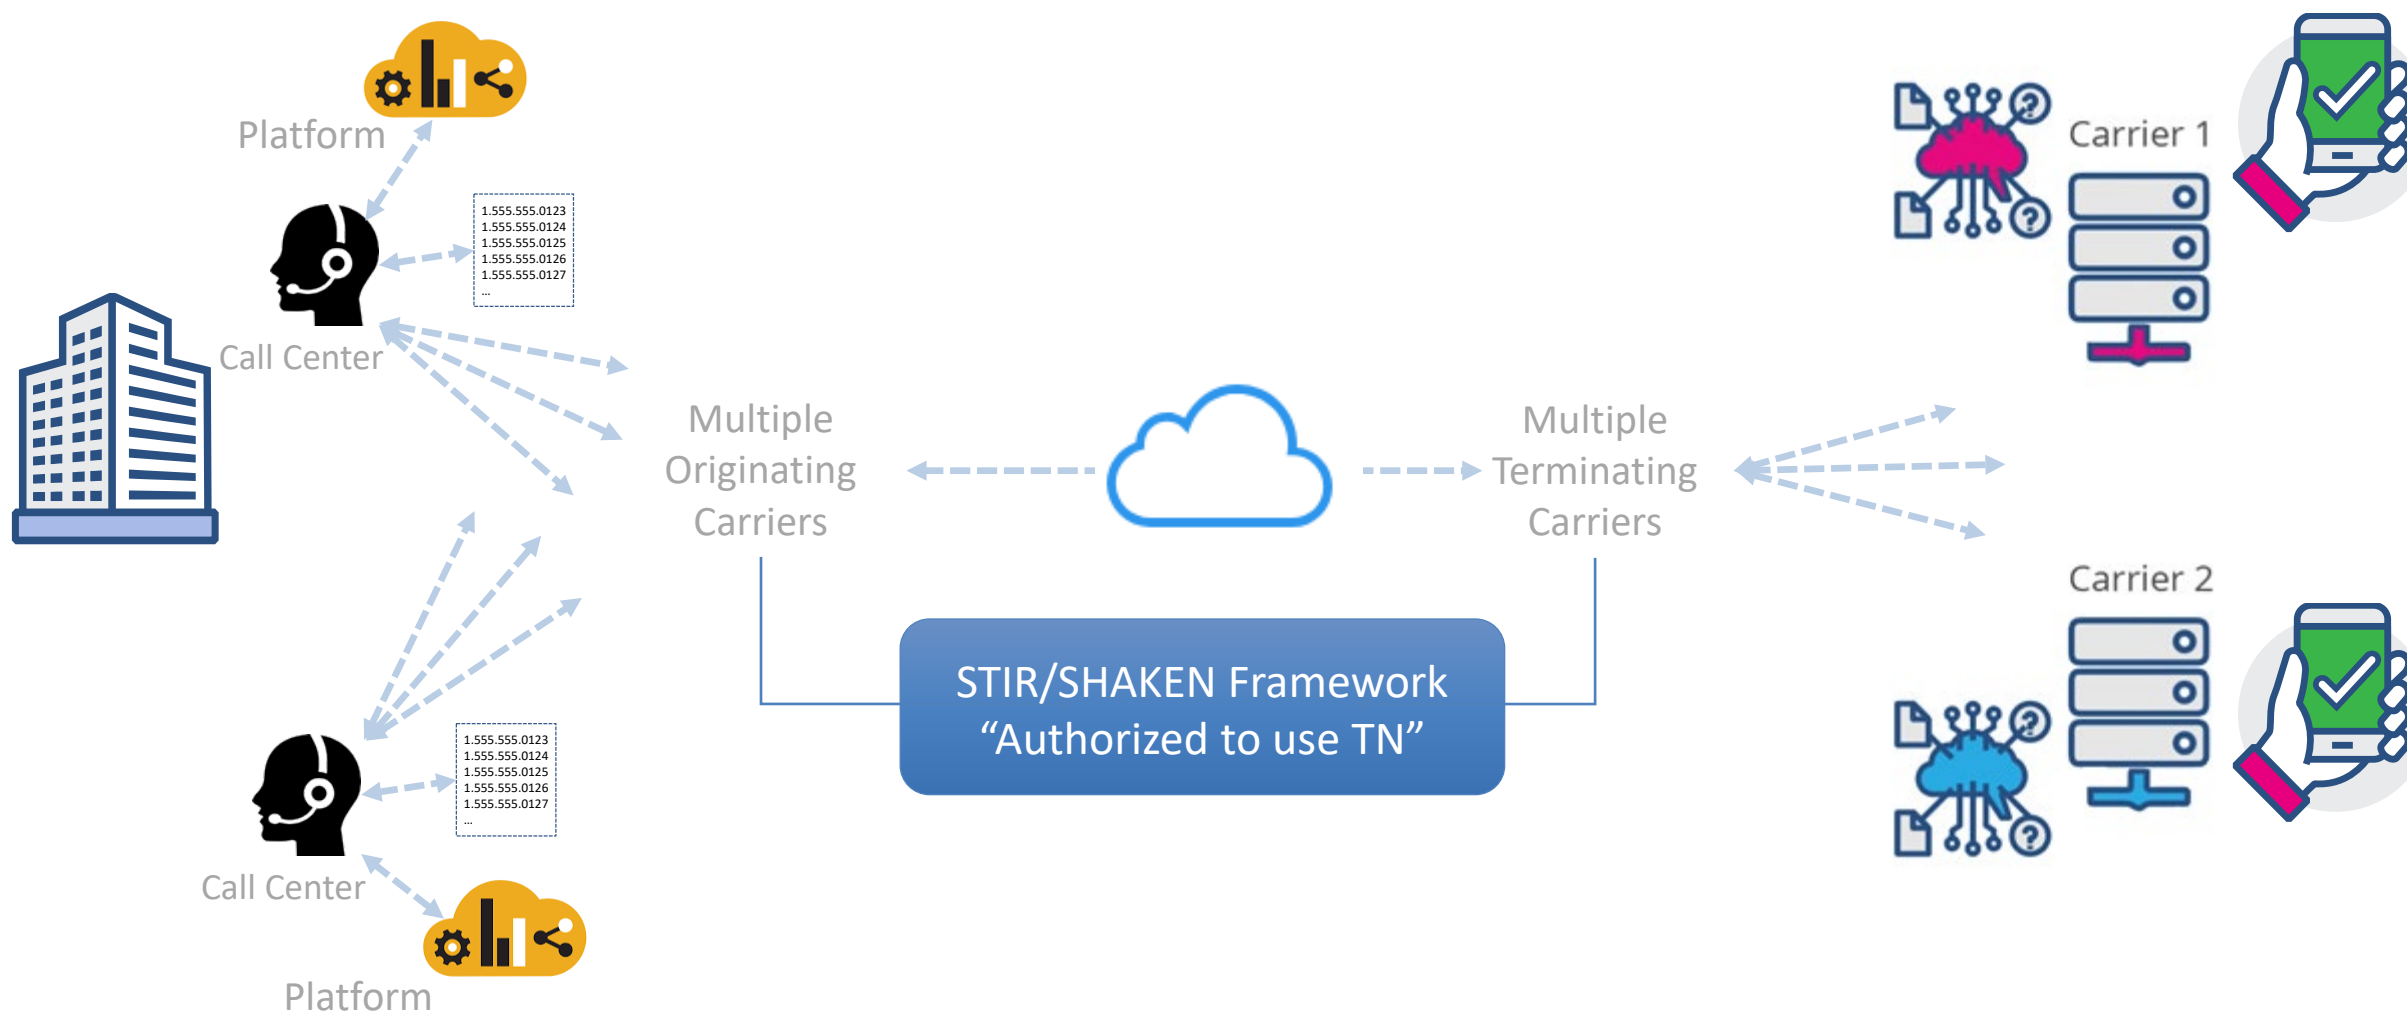 Platform
1.555.555.0123
1.555.555.0124
1.555.555.0125
1.555.555.0126
1.555.555.0127
...
Call Center
Multiple
Originating
Carriers
Multiple
Terminating
Carriers
Carrier 1
Carrier 2
STIR/SHAKEN Framework
“Authorized to use TN”
1.555.555.0123
1.555.555.0124
1.555.555.0125
1.555.555.0126
1.555.555.0127
...
Call Center
Platform